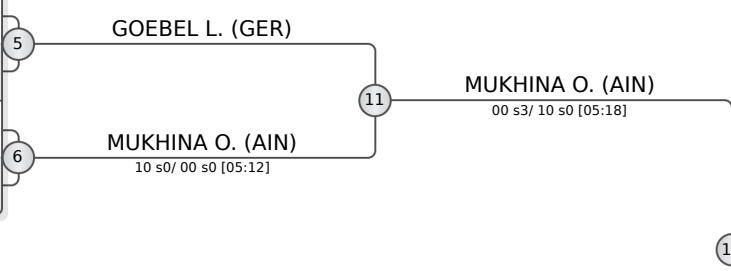 GOEBEL L. (GER)
5
MUKHINA O. (AIN)
11
00 s3/ 10 s0 [05:18]
MUKHINA O. (AIN)
6
10 s0/ 00 s0 [05:12]